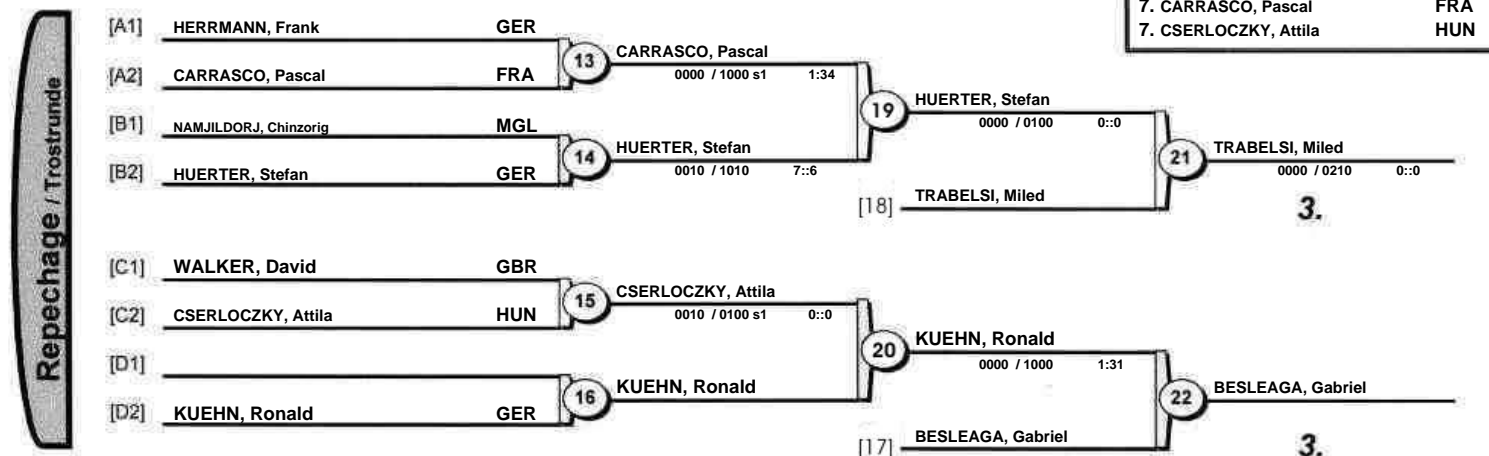 7. CARRASCO, Pascal FRA
7. CSERLOCZKY, Attila HUN
Repechage / Trostrunde
[A1] HERRMANN, Frank GER
[A2] CARRASCO, Pascal FRA
13 CARRASCO, Pascal
0000 / 1000 s1 1:34
[B1] NAMJILDORJ, Chinzorig MGL
[B2] HUERTER, Stefan GER
14 HUERTER, Stefan
0010 / 1010 7::6
19 HUERTER, Stefan
0000 / 0100 0::0
[18] TRABELSI, Miled
21 TRABELSI, Miled
0000 / 0210 0::0
3.
[C1] WALKER, David GBR
[C2] CSERLOCZKY, Attila HUN
15 CSERLOCZKY, Attila
0010 / 0100 s1 0::0
[D1]
[D2] KUEHN, Ronald GER
16 KUEHN, Ronald
20 KUEHN, Ronald
0000 / 1000 1:31
[17] BESLEAGA, Gabriel
22 BESLEAGA, Gabriel
3.